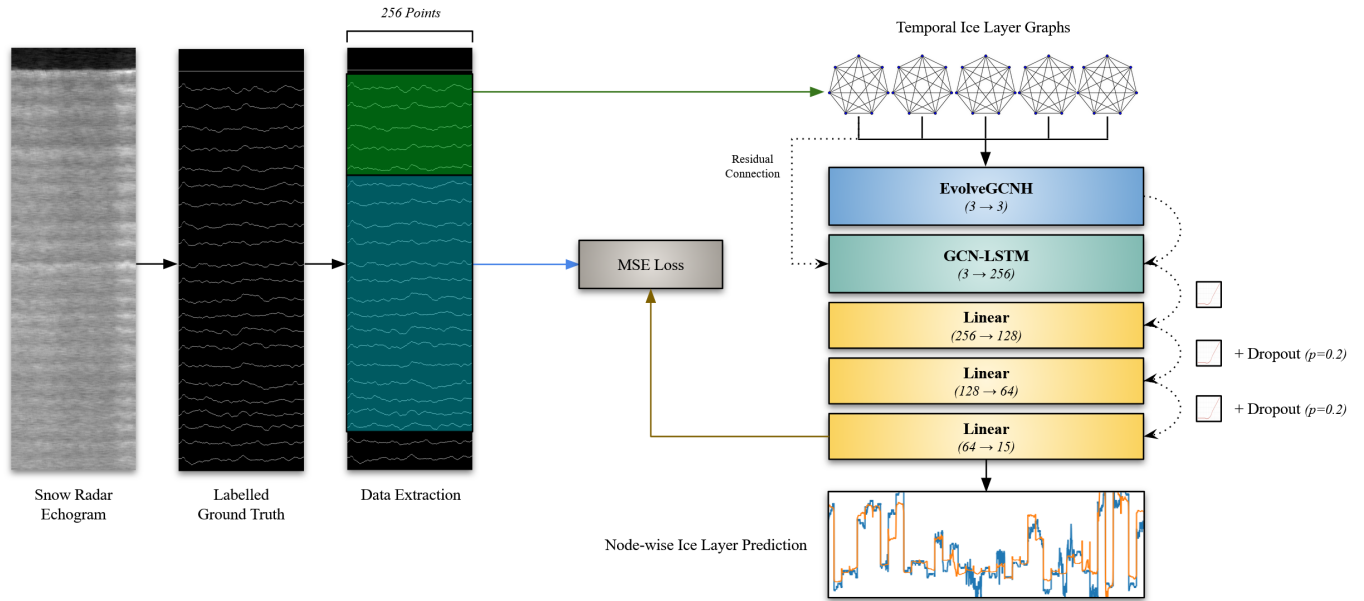 256 Points
Temporal Ice Layer Graphs
Residual
Connection
EvolveGCNH
(3 → 3)
GCN-LSTM
(3 → 256)
MSE Loss
Linear
(256 → 128)
+ Dropout (p=0.2)
Linear
(128 → 64)
+ Dropout (p=0.2)
Linear
(64 → 15)
Snow Radar
Echogram
Labelled
Ground Truth
Data Extraction
Node-wise Ice Layer Prediction